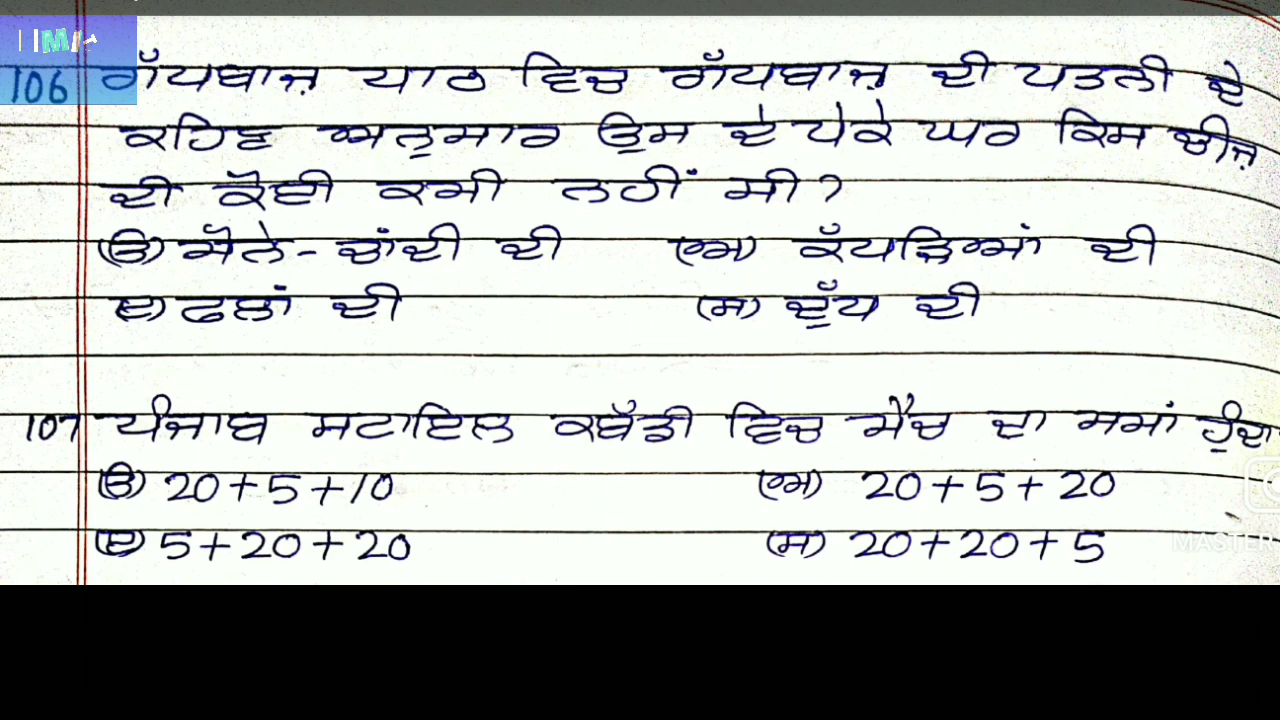 106 ਗੱਪਬਾਜ਼ ਪਾਠ ਵਿਚ ਗੱਪਬਾਜ਼ ਦੀ ਪਤਨੀ ਦੇ
ਕਹਿਣ ਅਨੁਸਾਰ ਉਸ ਦੇ ਪੇਕੇ ਘਰ ਕਿਸ ਚੀਜ਼
ਦੀ ਕੋਈ ਕਮੀ ਨਹੀਂ ਸੀ?
(ੳ) ਸੋਨੇ-ਚਾਂਦੀ ਦੀ (ਅ) ਕੱਪੜਿਆਂ ਦੀ
ੲ) ਫਲਾਂ ਦੀ (ਸ) ਦੁੱਧ ਦੀ
107 ਪੰਜਾਬ ਸਟਾਇਲ ਕਬੱਡੀ ਵਿਚ ਮੈਚ ਦਾ ਸਮਾਂ ਹੁੰਦਾ
(ੳ) 20+5+10 (ਅ) 20+5+20
(ੲ) 5+20+20 (ਸ) 20+20+5
MASTER